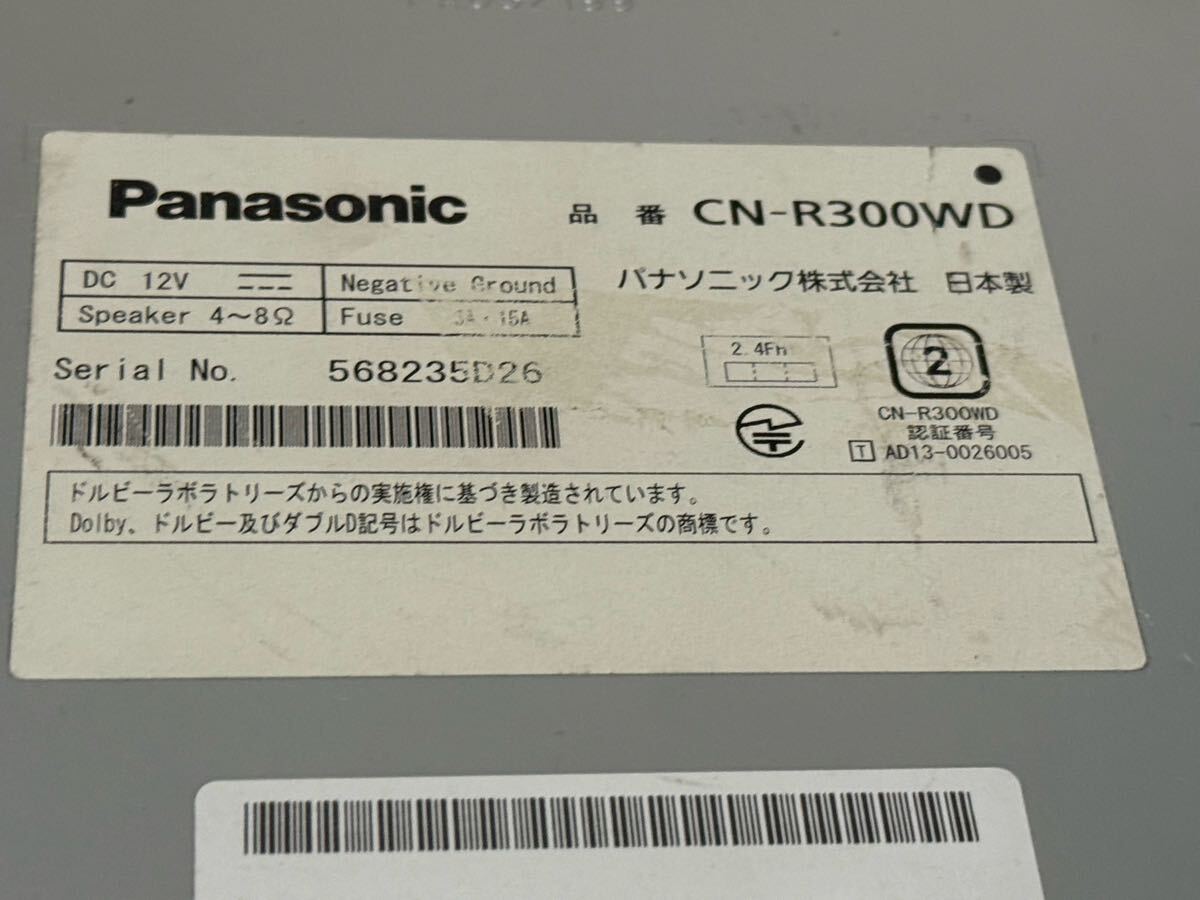 Panasonic 品番 CN-R300WD
DC 12V Negative Ground
パナソニック株式会社 日本製
Speaker 4～8Ω Fuse 3A・15A
2.4FH
2
Serial No. 568235D26
CN-R300WD
認証番号
T AD13-0026005
ドルビーラボラトリーズからの実施権に基づき製造されています。
Dolby、ドルビー及びダブルD記号はドルビーラボラトリーズの商標です。